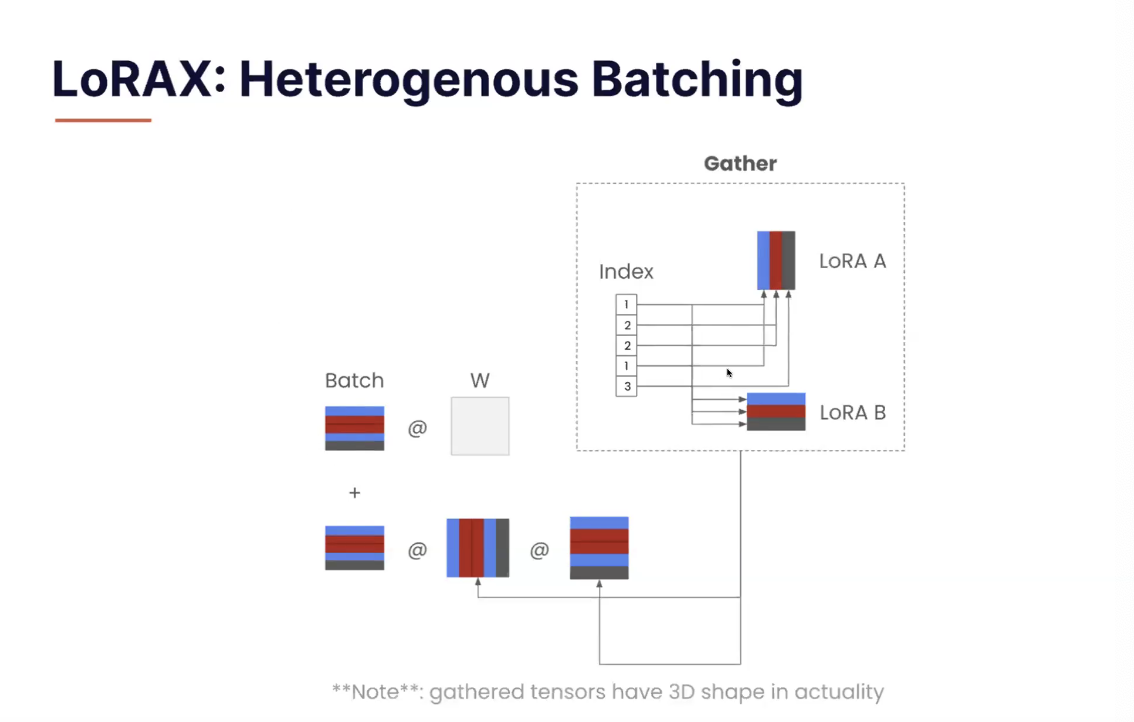 LoRAX: Heterogenous Batching
Gather
LoRA A
Index
1
2
2
1
3
LoRA B
Batch
W
@
+
@
@
**Note**: gathered tensors have 3D shape in actuality